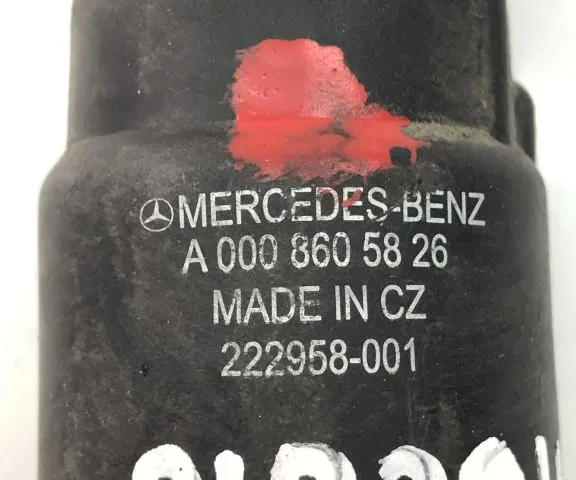 MERCEDES-BENZ
A 000 860 58 26
MADE IN CZ
222958-001